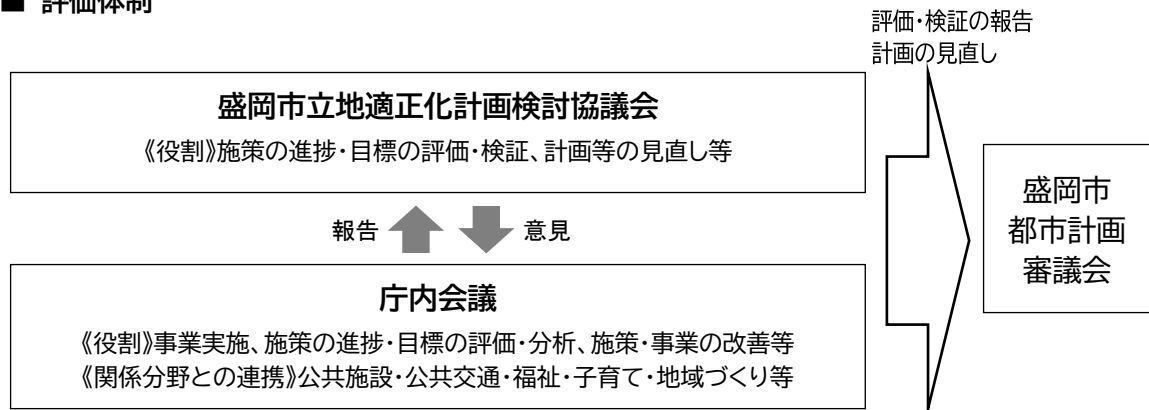 ■ 評価体制
評価・検証の報告
計画の見直し
盛岡市立地適正化計画検討協議会
《役割》施策の進捗・目標の評価・検証、計画等の見直し等
報告
意見
庁内会議
《役割》事業実施、施策の進捗・目標の評価・分析、施策・事業の改善等
《関係分野との連携》公共施設・公共交通・福祉・子育て・地域づくり等
盛岡市
都市計画
審議会